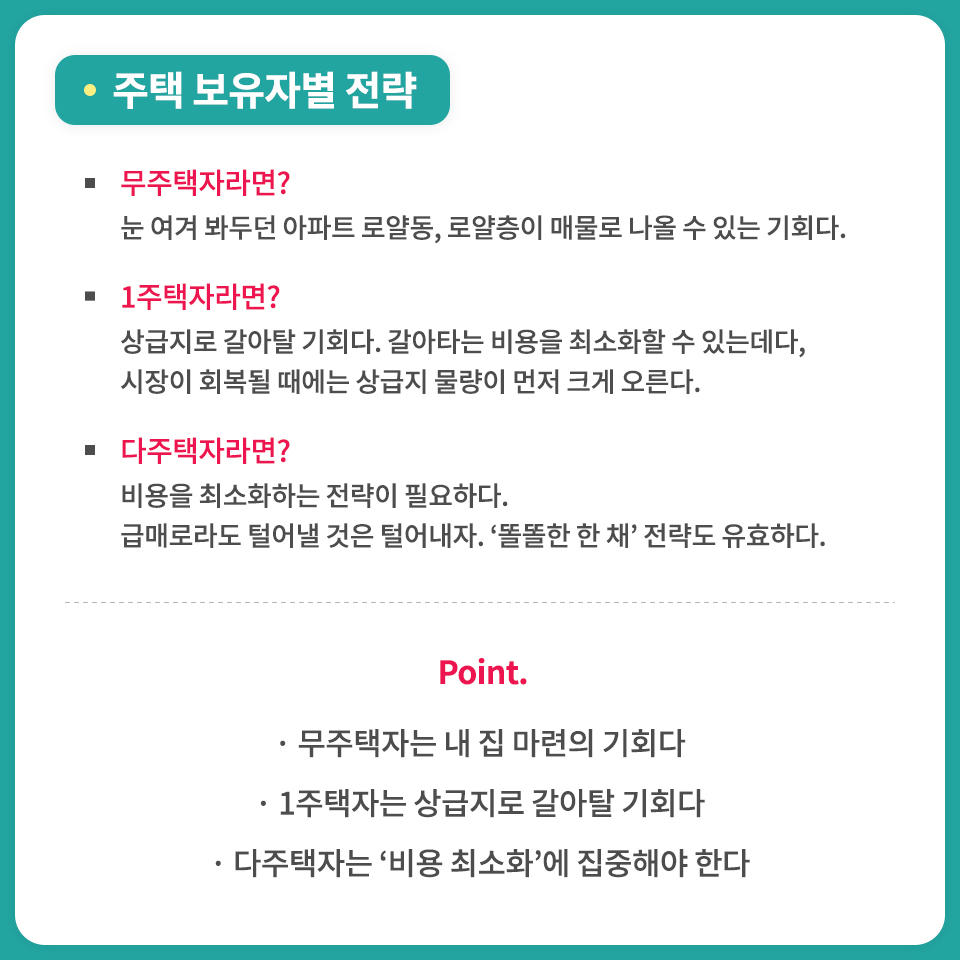 • 주택 보유자별 전략
▪ 무주택자라면?
눈 여겨 봐두던 아파트 로얄동, 로얄층이 매물로 나올 수 있는 기회다.
▪ 1주택자라면?
상급지로 갈아탈 기회다. 갈아타는 비용을 최소화할 수 있는데다,
시장이 회복될 때에는 상급지 물량이 먼저 크게 오른다.
▪ 다주택자라면?
비용을 최소화하는 전략이 필요하다.
급매로라도 털어낼 것은 털어내자. ‘똘똘한 한 채’ 전략도 유효하다.
Point.
· 무주택자는 내 집 마련의 기회다
· 1주택자는 상급지로 갈아탈 기회다
· 다주택자는 ‘비용 최소화’에 집중해야 한다